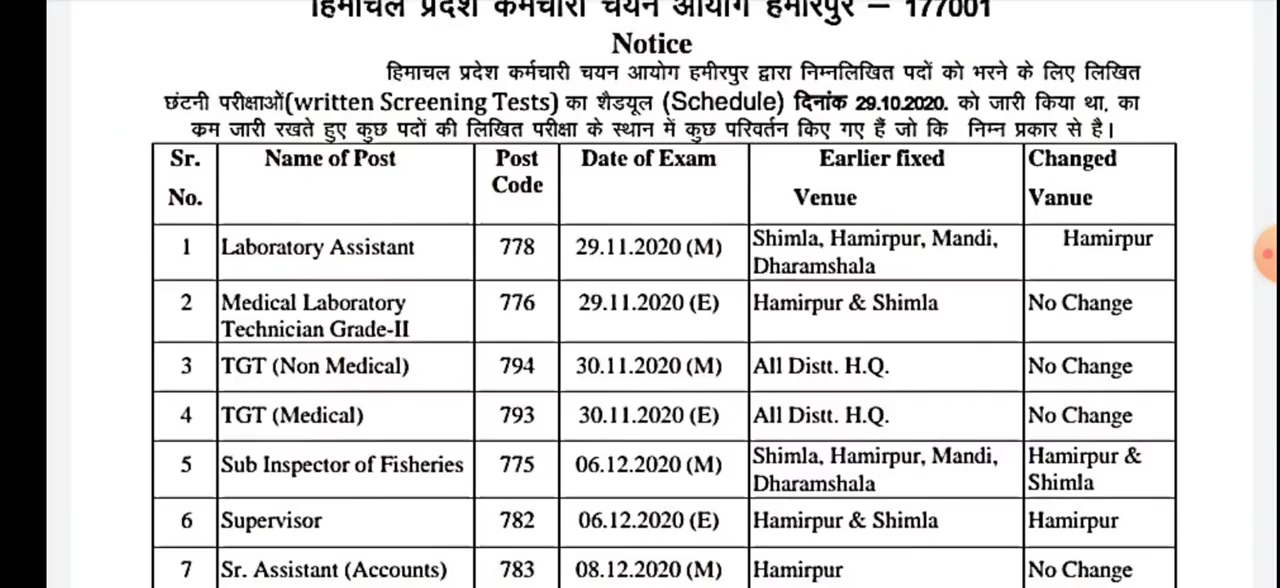 हिमाचल प्रदेश कर्मचारी चयन आयोग हमीरपुर – 177001
Notice
हिमाचल प्रदेश कर्मचारी चयन आयोग हमीरपुर द्वारा निम्नलिखित पदों को भरने के लिए लिखित
छंटनी परीक्षाओं(written Screening Tests) का शैडयूल (Schedule) दिनांक 29.10.2020. को जारी किया था, का
क्रम जारी रखते हुए कुछ पदों की लिखित परीक्षा के स्थान में कुछ परिवर्तन किए गए हैं जो कि निम्न प्रकार से है।
Sr. No. Name of Post Post Code Date of Exam Earlier fixed Venue Changed Vanue
1 Laboratory Assistant 778 29.11.2020 (M) Shimla, Hamirpur, Mandi, Dharamshala Hamirpur
2 Medical Laboratory Technician Grade-II 776 29.11.2020 (E) Hamirpur & Shimla No Change
3 TGT (Non Medical) 794 30.11.2020 (M) All Distt. H.Q. No Change
4 TGT (Medical) 793 30.11.2020 (E) All Distt. H.Q. No Change
5 Sub Inspector of Fisheries 775 06.12.2020 (M) Shimla, Hamirpur, Mandi, Dharamshala Hamirpur & Shimla
6 Supervisor 782 06.12.2020 (E) Hamirpur & Shimla Hamirpur
7 Sr. Assistant (Accounts) 783 08.12.2020 (M) Hamirpur No Change